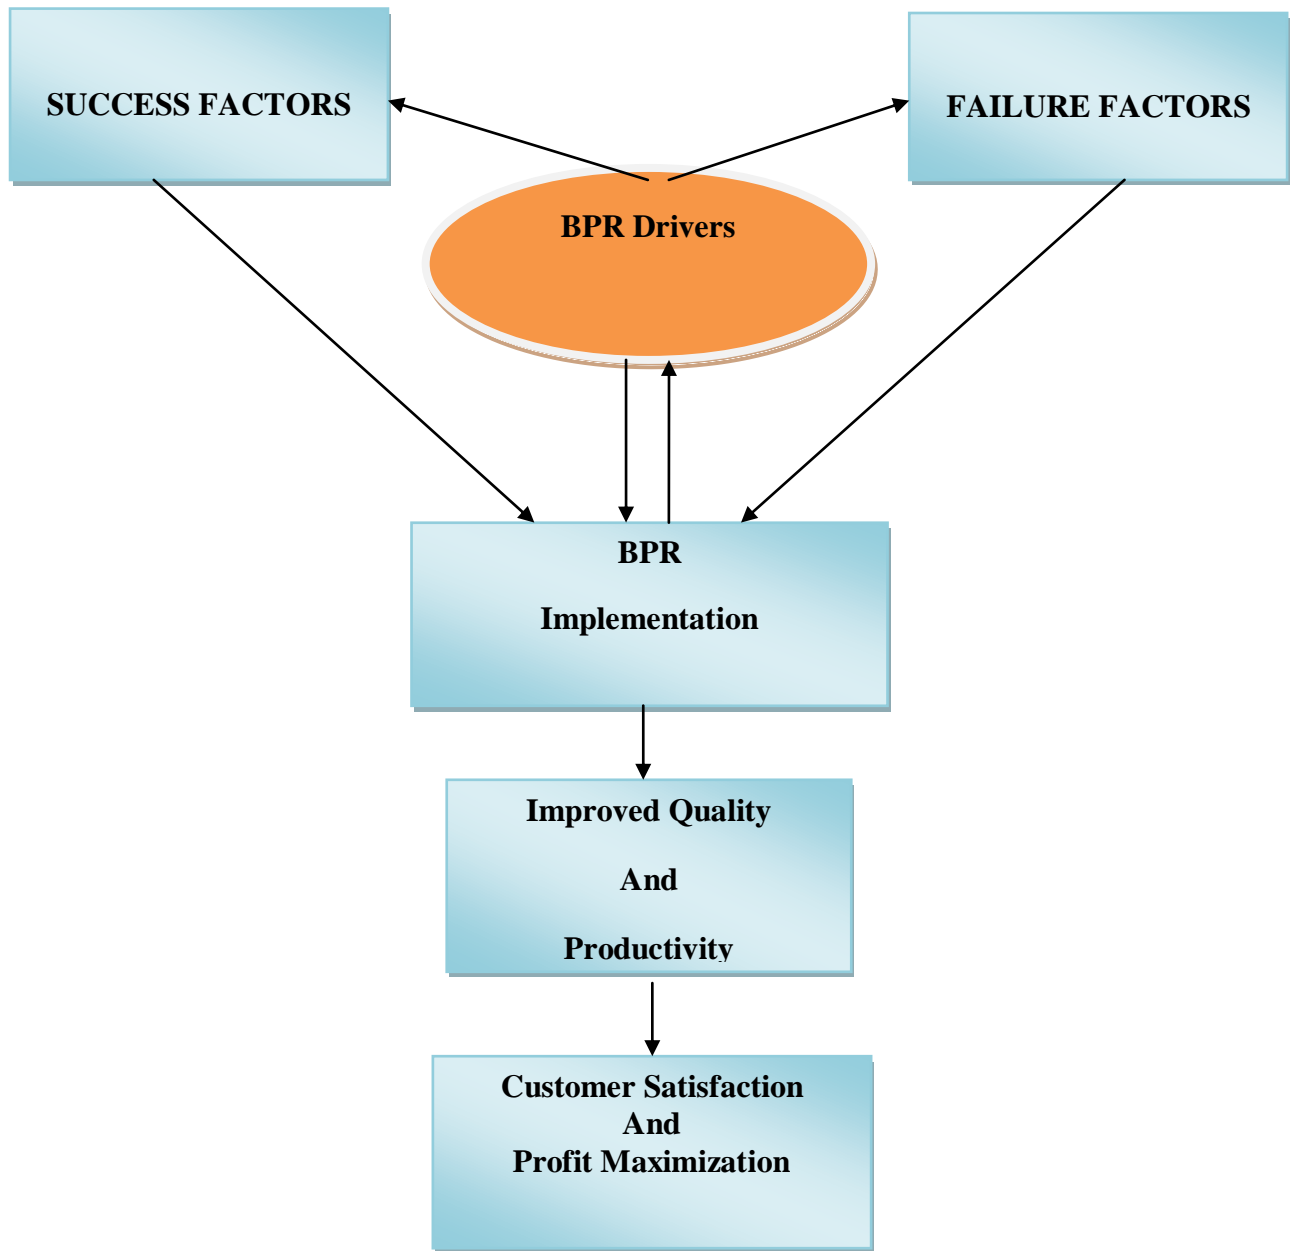 SUCCESS FACTORS
FAILURE FACTORS
BPR Drivers
BPR
Implementation
Improved Quality
And
Productivity
Customer Satisfaction
And
Profit Maximization